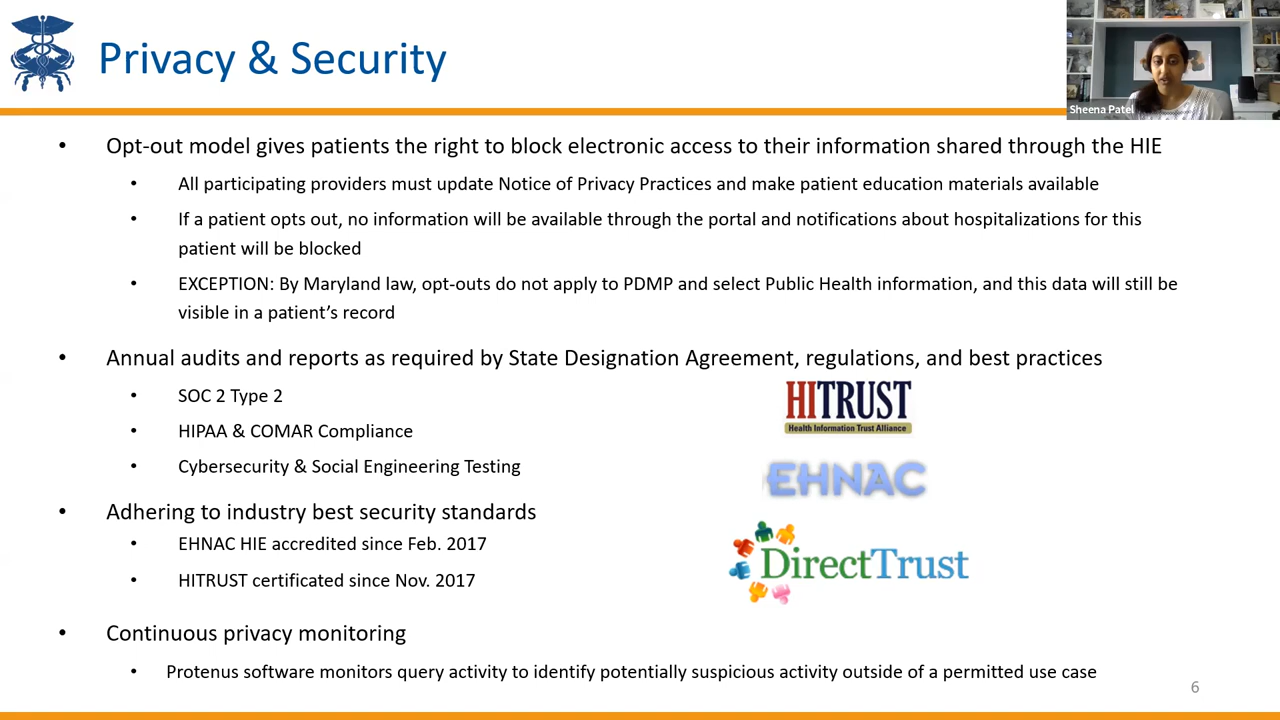 Privacy & Security
Sheena Patel
• Opt-out model gives patients the right to block electronic access to their information shared through the HIE
• All participating providers must update Notice of Privacy Practices and make patient education materials available
• If a patient opts out, no information will be available through the portal and notifications about hospitalizations for this
patient will be blocked
• EXCEPTION: By Maryland law, opt-outs do not apply to PDMP and select Public Health information, and this data will still be
visible in a patient’s record
• Annual audits and reports as required by State Designation Agreement, regulations, and best practices
• SOC 2 Type 2
• HIPAA & COMAR Compliance
• Cybersecurity & Social Engineering Testing
HITRUST
Health Information Trust Alliance
EHNAC
• Adhering to industry best security standards
• EHNAC HIE accredited since Feb. 2017
• HITRUST certificated since Nov. 2017
DirectTrust
• Continuous privacy monitoring
• Protenus software monitors query activity to identify potentially suspicious activity outside of a permitted use case
6